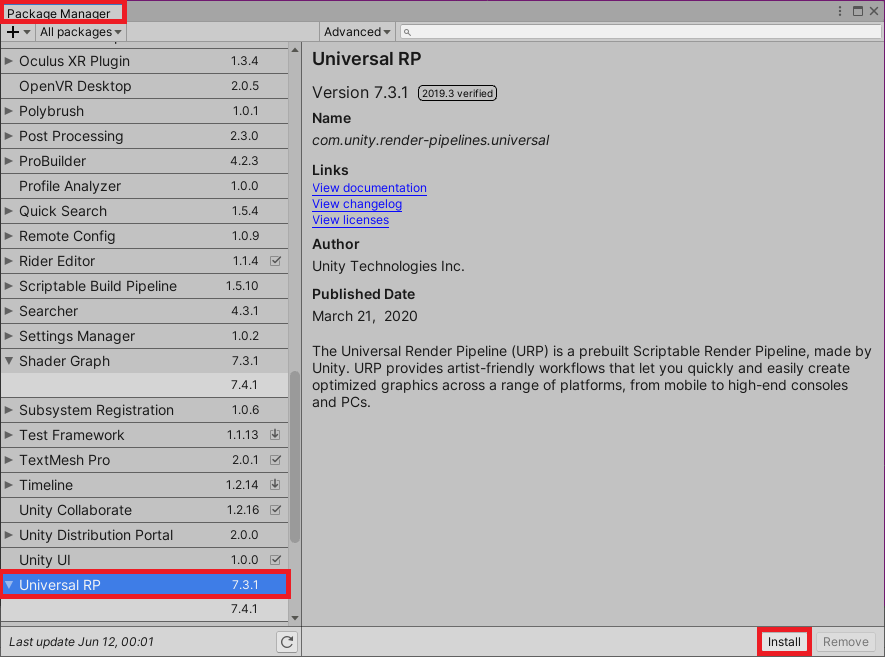 Package Manager
All packages
Advanced
Oculus XR Plugin 1.3.4
OpenVR Desktop 2.0.5
Polybrush 1.0.1
Post Processing 2.3.0
ProBuilder 4.2.3
Profile Analyzer 1.0.0
Quick Search 1.5.4
Remote Config 1.0.9
Rider Editor 1.1.4
Scriptable Build Pipeline 1.5.10
Searcher 4.3.1
Settings Manager 1.0.2
Shader Graph 7.3.1
7.4.1
Subsystem Registration 1.0.6
Test Framework 1.1.13
TextMesh Pro 2.0.1
Timeline 1.2.14
Unity Collaborate 1.2.16
Unity Distribution Portal 2.0.0
Unity UI 1.0.0
Universal RP 7.3.1
7.4.1
Last update Jun 12, 00:01
Universal RP
Version 7.3.1 2019.3 verified
Name
com.unity.render-pipelines.universal
Links
View documentation
View changelog
View licenses
Author
Unity Technologies Inc.
Published Date
March 21, 2020
The Universal Render Pipeline (URP) is a prebuilt Scriptable Render Pipeline, made by
Unity. URP provides artist-friendly workflows that let you quickly and easily create
optimized graphics across a range of platforms, from mobile to high-end consoles
and PCs.
Install Remove